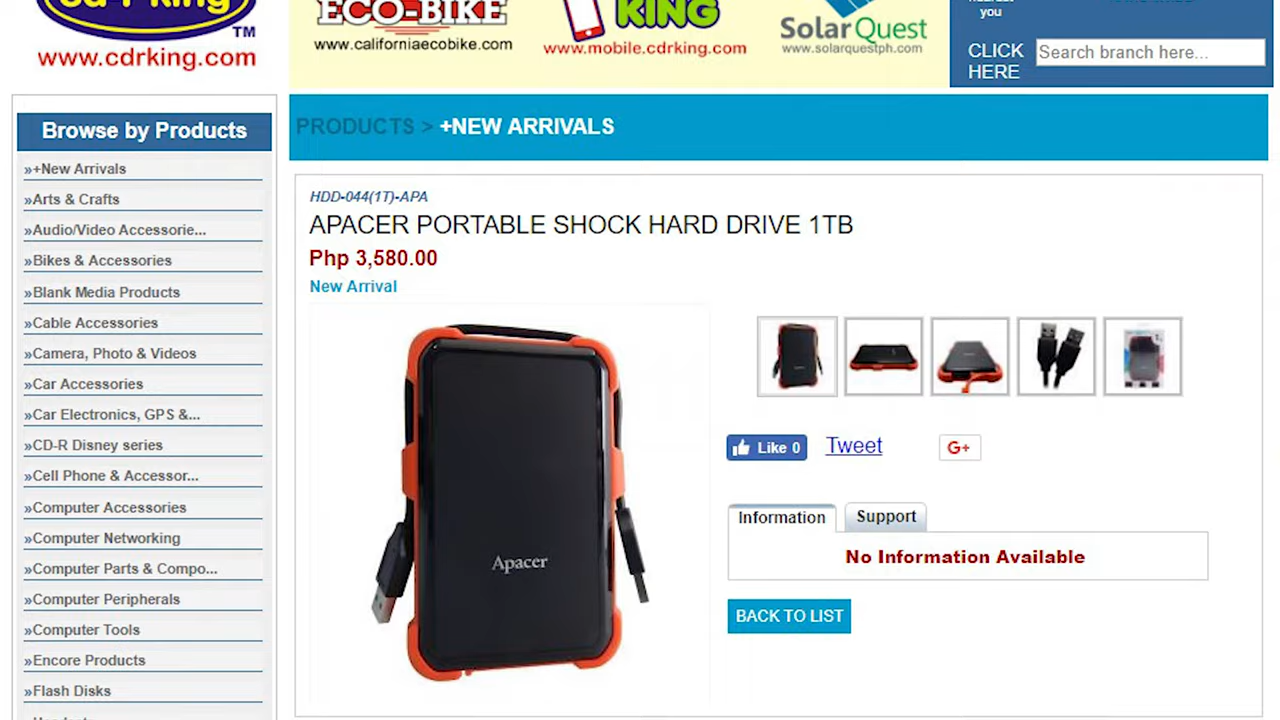 cd-r king
TM
www.cdrking.com
ECO-BIKE
www.californiaecobike.com
KING
www.mobile.cdrking.com
SolarQuest
www.solarquestph.com
you
CLICK
HERE
Search branch here...
Browse by Products
»+New Arrivals
»Arts & Crafts
»Audio/Video Accessorie...
»Bikes & Accessories
»Blank Media Products
»Cable Accessories
»Camera, Photo & Videos
»Car Accessories
»Car Electronics, GPS &...
»CD-R Disney series
»Cell Phone & Accessor...
»Computer Accessories
»Computer Networking
»Computer Parts & Compo...
»Computer Peripherals
»Computer Tools
»Encore Products
»Flash Disks
PRODUCTS > +NEW ARRIVALS
HDD-044(1T)-APA
APACER PORTABLE SHOCK HARD DRIVE 1TB
Php 3,580.00
New Arrival
Apacer
Like 0
Tweet
G+
Information
Support
No Information Available
BACK TO LIST